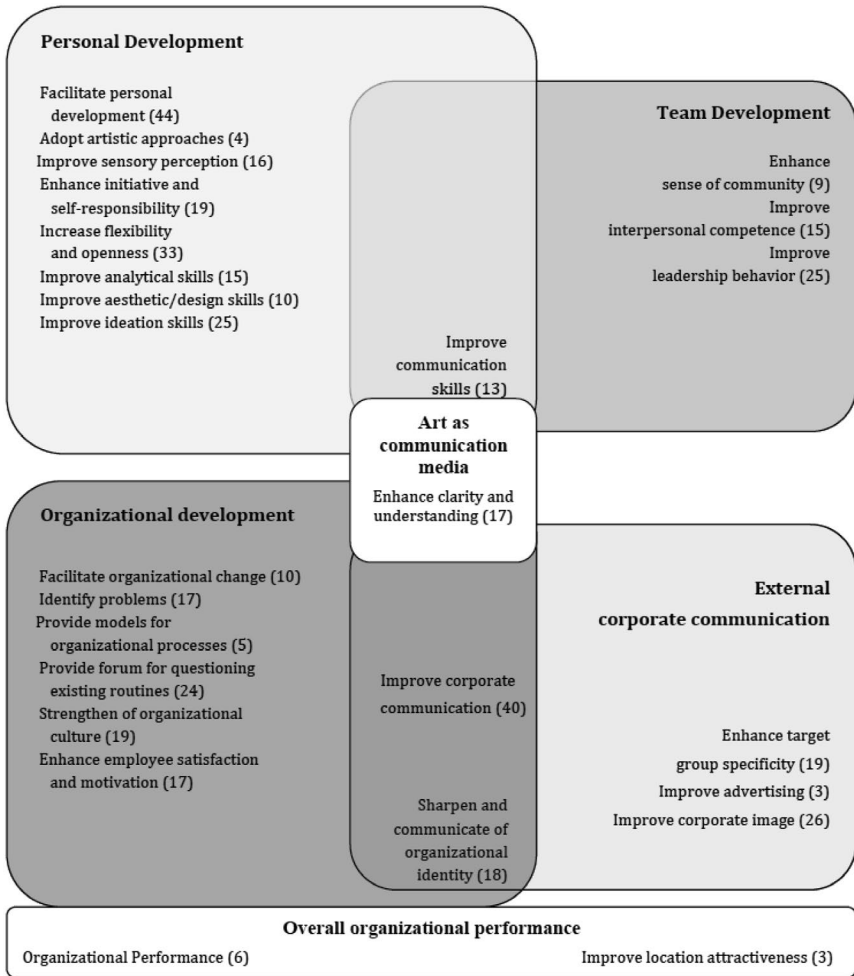 Personal Development
Facilitate personal
development (44)
Adopt artistic approaches (4)
Improve sensory perception (16)
Enhance initiative and
self-responsibility (19)
Increase flexibility
and openness (33)
Improve analytical skills (15)
Improve aesthetic/design skills (10)
Improve ideation skills (25)
Team Development
Enhance
sense of community (9)
Improve
interpersonal competence (15)
Improve
leadership behavior (25)
Improve
communication
skills (13)
Art as
communication
media
Enhance clarity and
understanding (17)
Organizational development
Facilitate organizational change (10)
Identify problems (17)
Provide models for
organizational processes (5)
Provide forum for questioning
existing routines (24)
Strengthen of organizational
culture (19)
Enhance employee satisfaction
and motivation (17)
Improve corporate
communication (40)
Sharpen and
communicate of
organizational
identity (18)
External
corporate communication
Enhance target
group specificity (19)
Improve advertising (3)
Improve corporate image (26)
Overall organizational performance
Organizational Performance (6)
Improve location attractiveness (3)